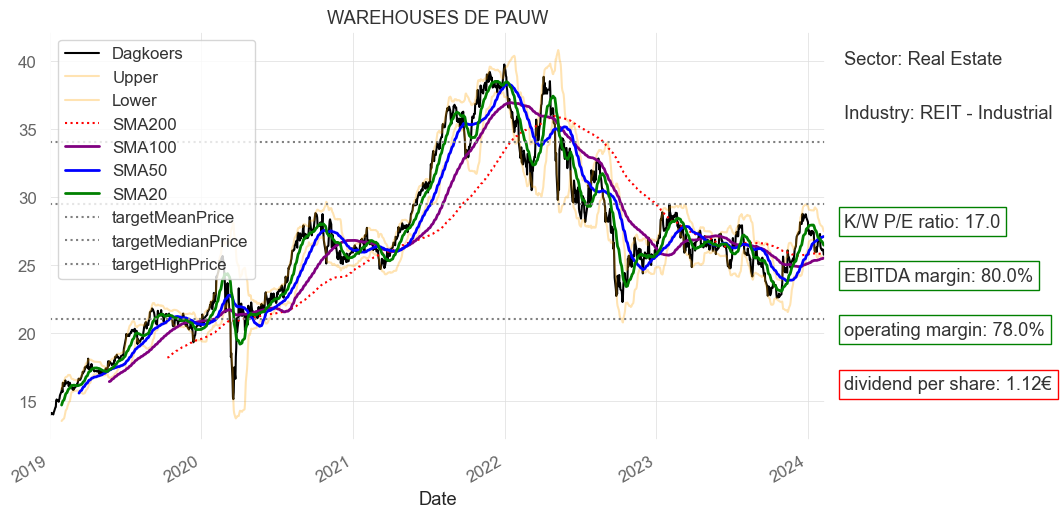 WAREHOUSES DE PAUW
40
35
30
25
20
15
Dagkoers
Upper
Lower
SMA200
SMA100
SMA50
SMA20
targetMeanPrice
targetMedianPrice
targetHighPrice
2019
2020
2021
2022
2023
2024
Date
Sector: Real Estate
Industry: REIT - Industrial
K/W P/E ratio: 17.0
EBITDA margin: 80.0%
operating margin: 78.0%
dividend per share: 1.12€